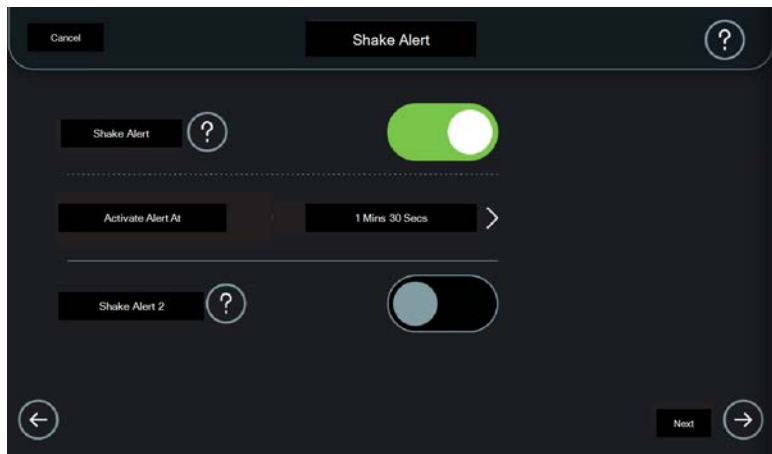 Cancel
Shake Alert
?
Shake Alert ?
Activate Alert At 1 Mins 30 Secs
Shake Alert 2 ?
Next